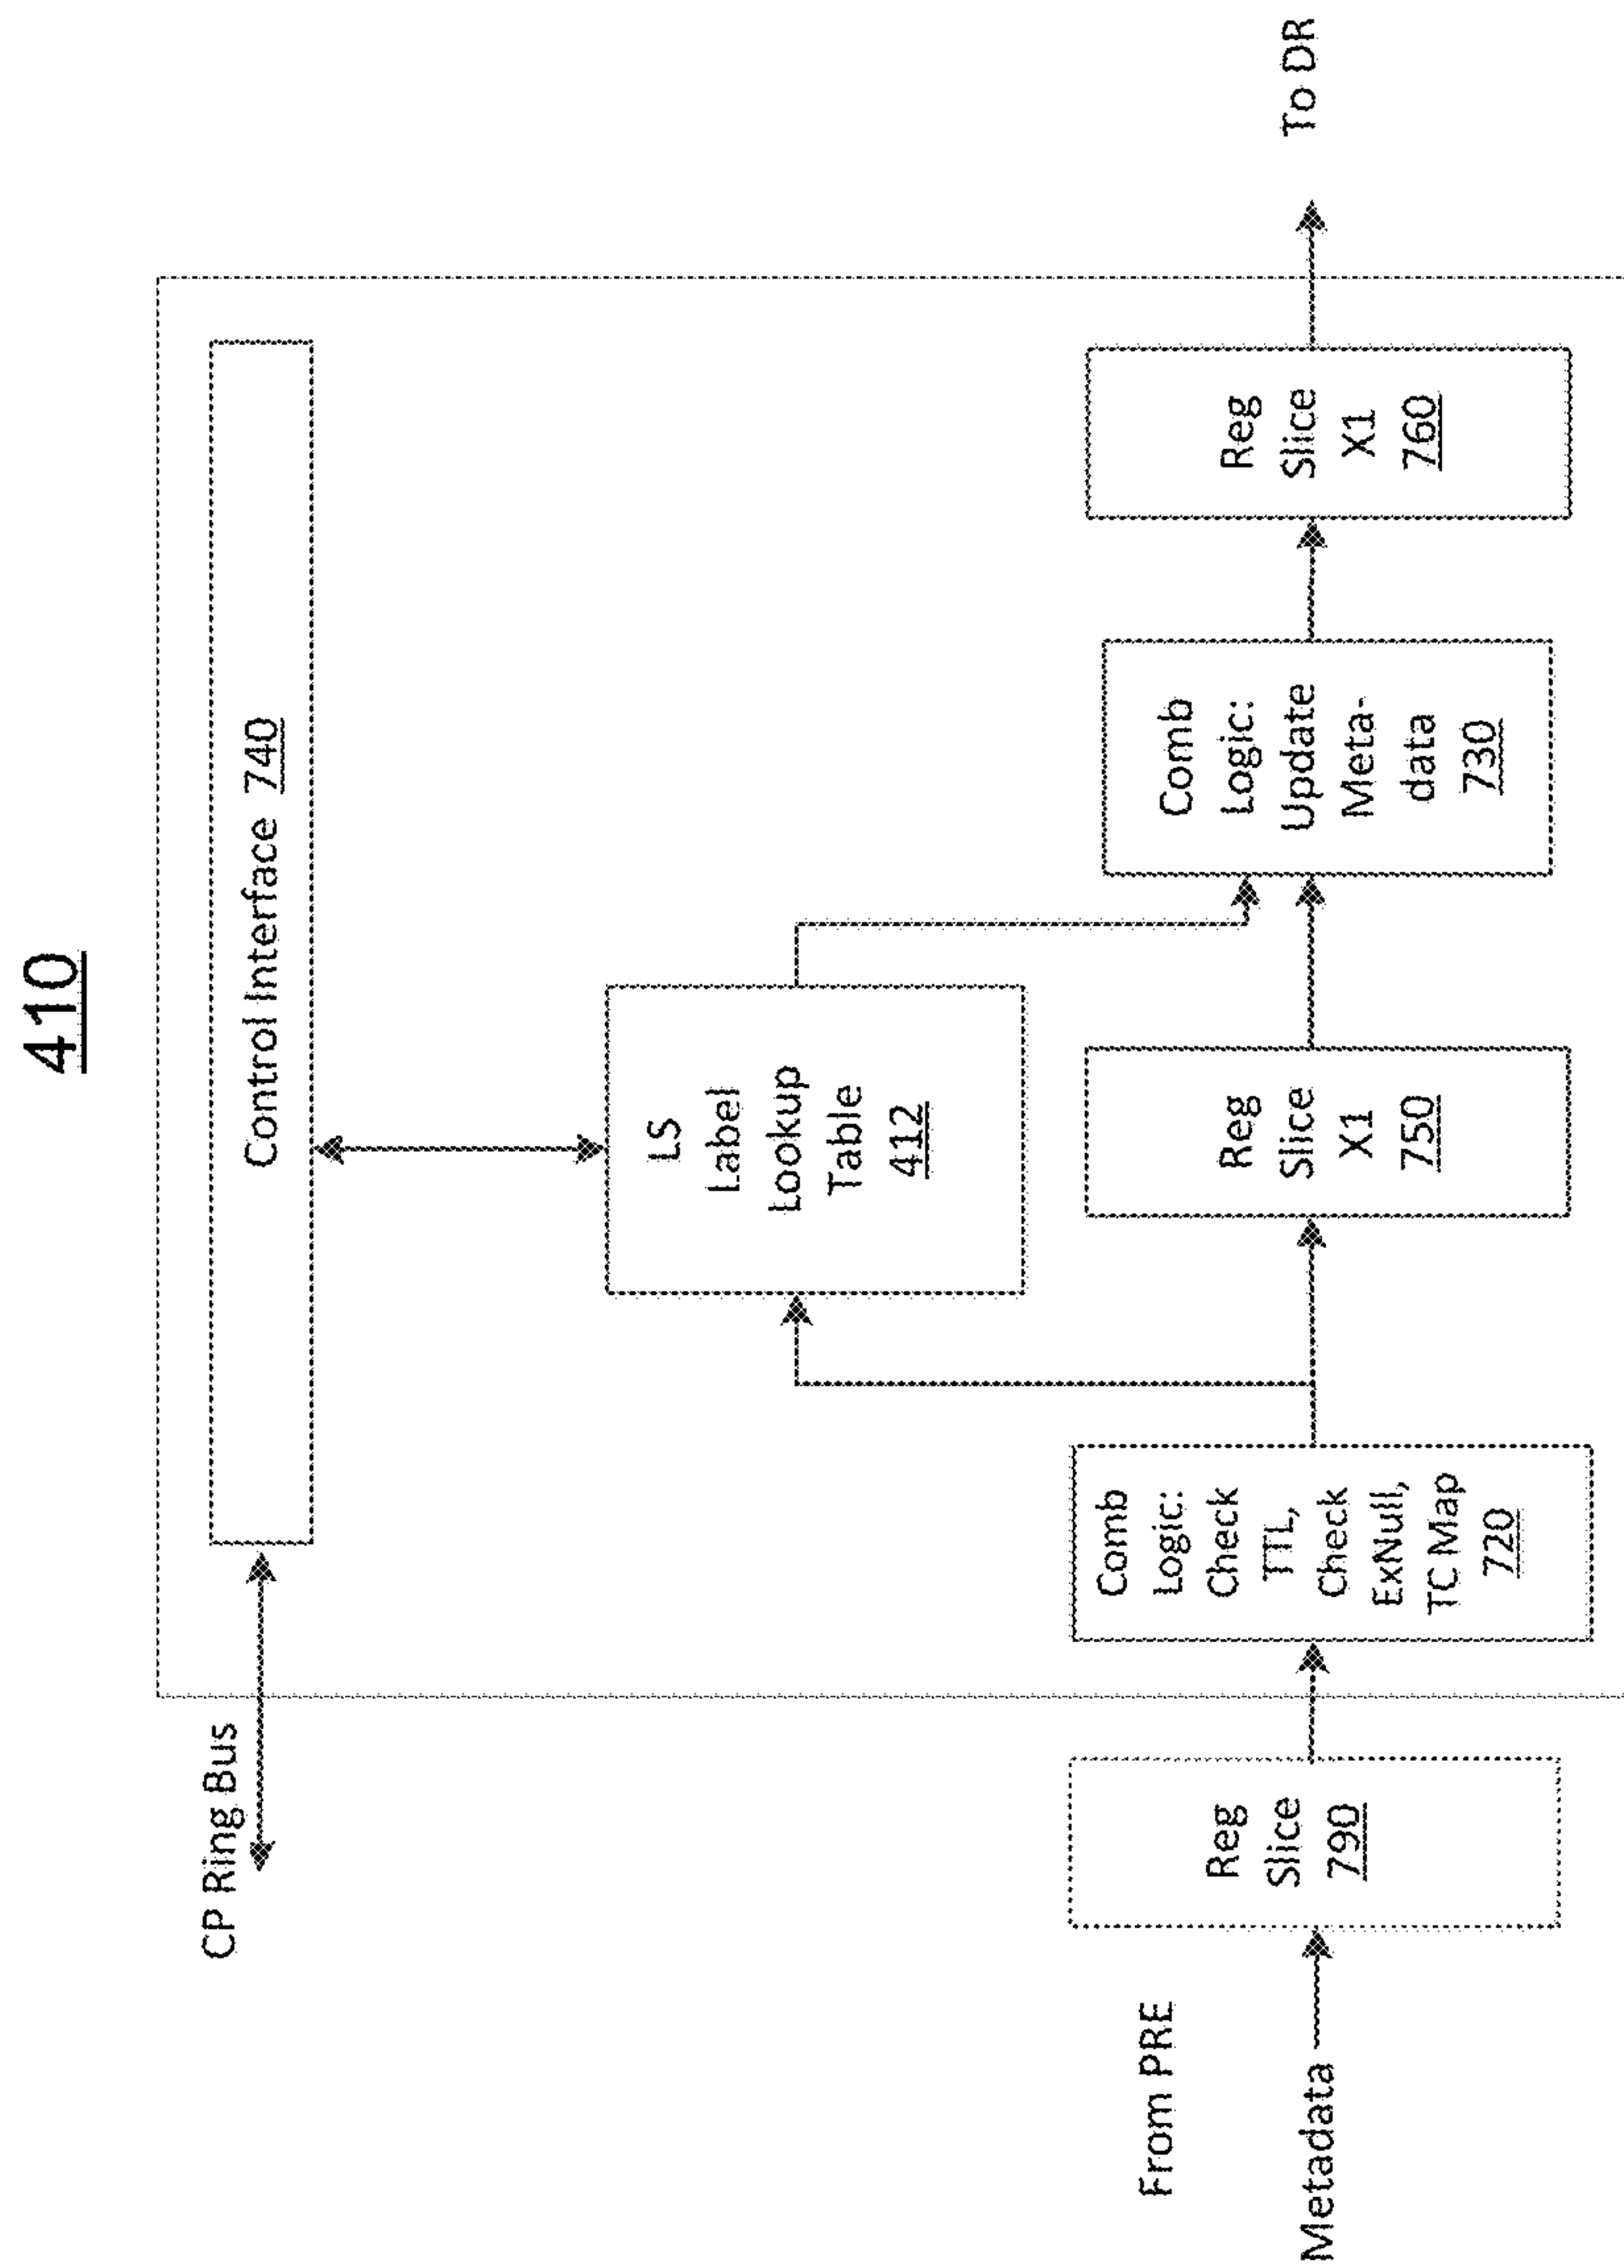 410
CP Ring Bus
Control Interface 740
LS
Label
Lookup
Table
412
From PRE
Metadata
Reg
Slice
790
Comb
Logic:
Check
TTL,
Check
ExNull,
TC Map
720
Reg
Slice
X1
750
Comb
Logic:
Update
Meta-
data
730
Reg
Slice
X1
760
To DR